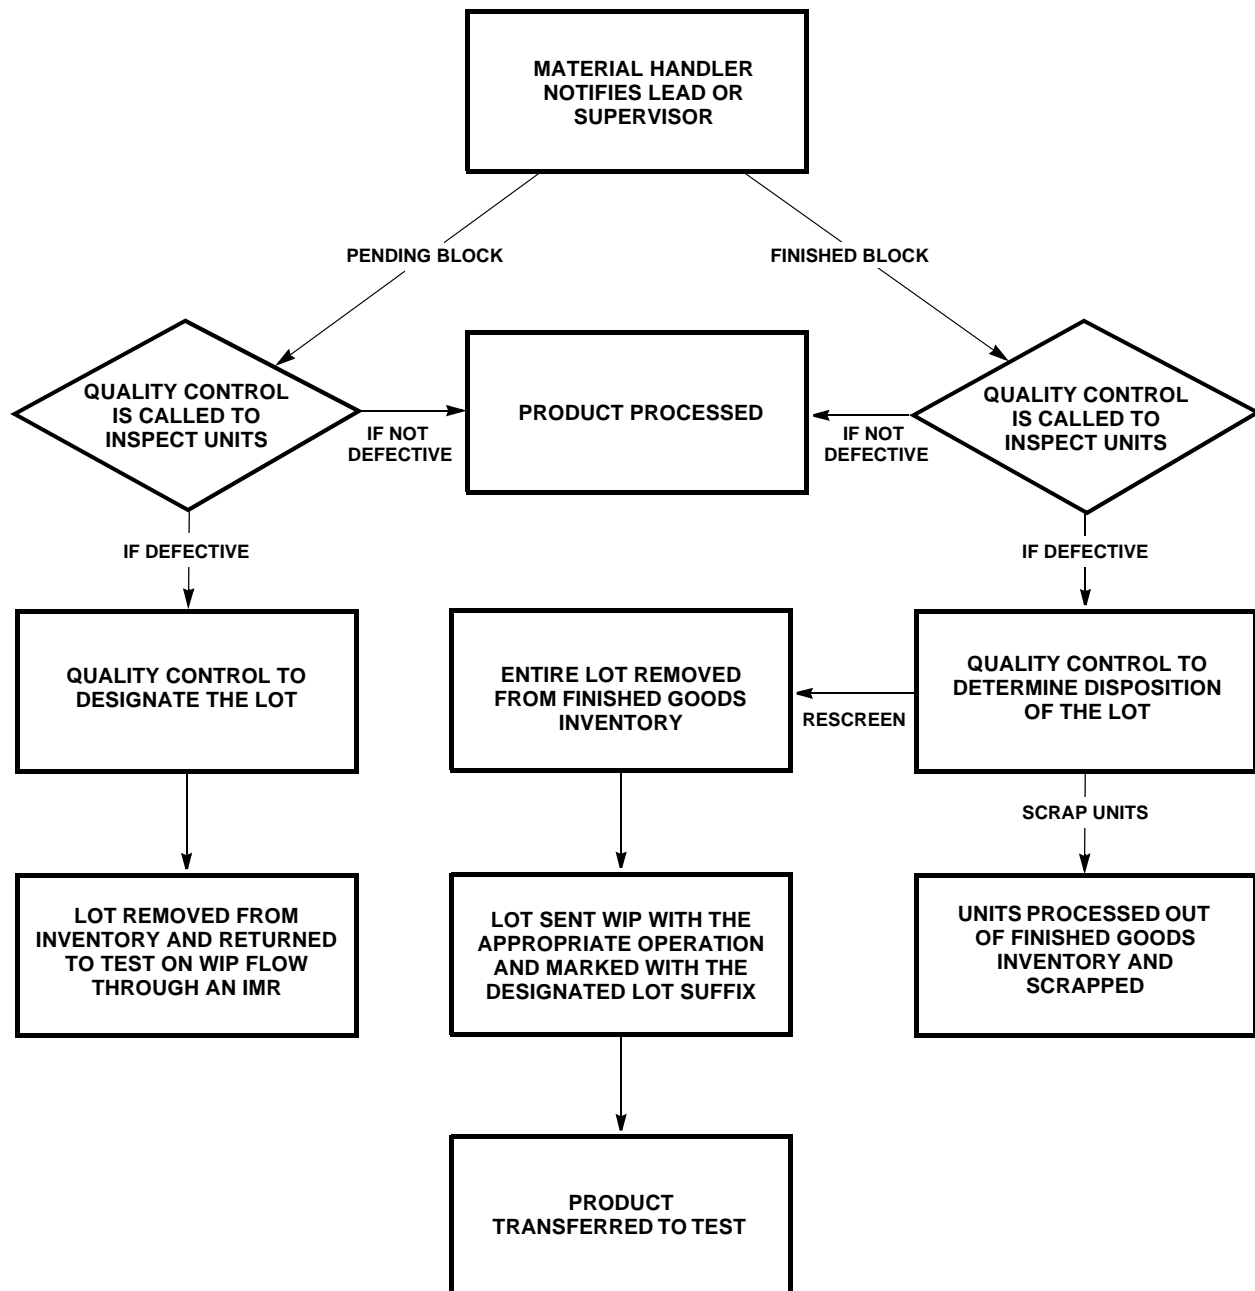 MATERIAL HANDLER
NOTIFIES LEAD OR
SUPERVISOR
PENDING BLOCK
FINISHED BLOCK
QUALITY CONTROL
IS CALLED TO
INSPECT UNITS
IF NOT
DEFECTIVE
PRODUCT PROCESSED
IF NOT
DEFECTIVE
QUALITY CONTROL
IS CALLED TO
INSPECT UNITS
IF DEFECTIVE
IF DEFECTIVE
QUALITY CONTROL TO
DESIGNATE THE LOT
ENTIRE LOT REMOVED
FROM FINISHED GOODS
INVENTORY
RESCREEN
QUALITY CONTROL TO
DETERMINE DISPOSITION
OF THE LOT
SCRAP UNITS
LOT REMOVED FROM
INVENTORY AND RETURNED
TO TEST ON WIP FLOW
THROUGH AN IMR
LOT SENT WIP WITH THE
APPROPRIATE OPERATION
AND MARKED WITH THE
DESIGNATED LOT SUFFIX
UNITS PROCESSED OUT
OF FINISHED GOODS
INVENTORY AND
SCRAPPED
PRODUCT
TRANSFERRED TO TEST